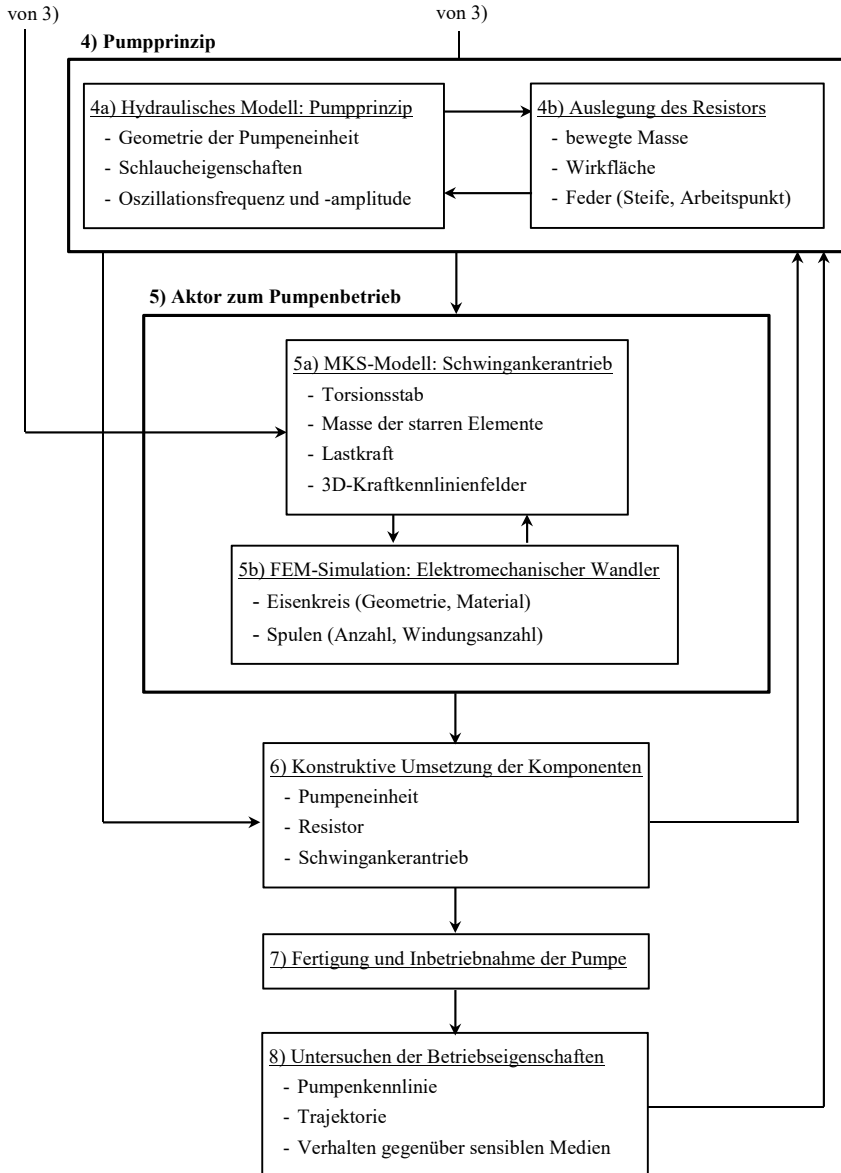 von 3)
von 3)
4) Pumpprinzip
4a) Hydraulisches Modell: Pumpprinzip
- Geometrie der Pumpeneinheit
- Schlaucheigenschaften
- Oszillationsfrequenz und -amplitude
4b) Auslegung des Resistors
- bewegte Masse
- Wirkfläche
- Feder (Steife, Arbeitspunkt)
5) Aktor zum Pumpenbetrieb
5a) MKS-Modell: Schwingankerantrieb
- Torsionsstab
- Masse der starren Elemente
- Lastkraft
- 3D-Kraftkennlinienfelder
5b) FEM-Simulation: Elektromechanischer Wandler
- Eisenkreis (Geometrie, Material)
- Spulen (Anzahl, Windungsanzahl)
6) Konstruktive Umsetzung der Komponenten
- Pumpeneinheit
- Resistor
- Schwingankerantrieb
7) Fertigung und Inbetriebnahme der Pumpe
8) Untersuchen der Betriebseigenschaften
- Pumpenkennlinie
- Trajektorie
- Verhalten gegenüber sensiblen Medien